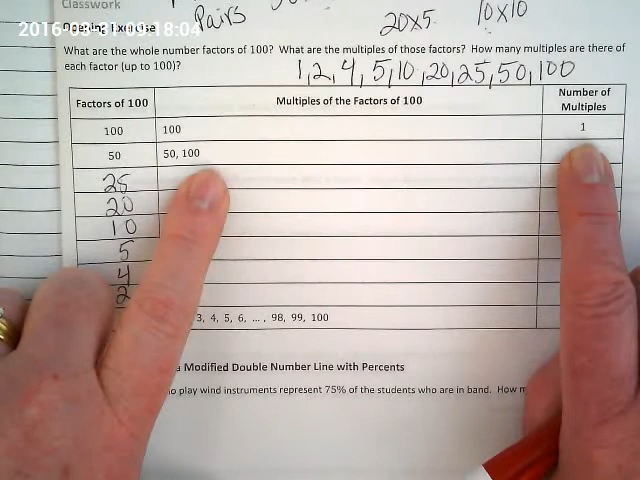 Classwork
Pairs
20x5
10x10
2016-08-31 09:18:04
Opening Exercise
What are the whole number factors of 100? What are the multiples of those factors? How many multiples are there of
each factor (up to 100)?
1, 2, 4, 5, 10, 20, 25, 50, 100
Factors of 100 Multiples of the Factors of 100 Number of Multiples
100 100 1
50 50, 100
25
20
10
5
4
2
3, 4, 5, 6, … , 98, 99, 100
a Modified Double Number Line with Percents
play wind instruments represent 75% of the students who are in band. How